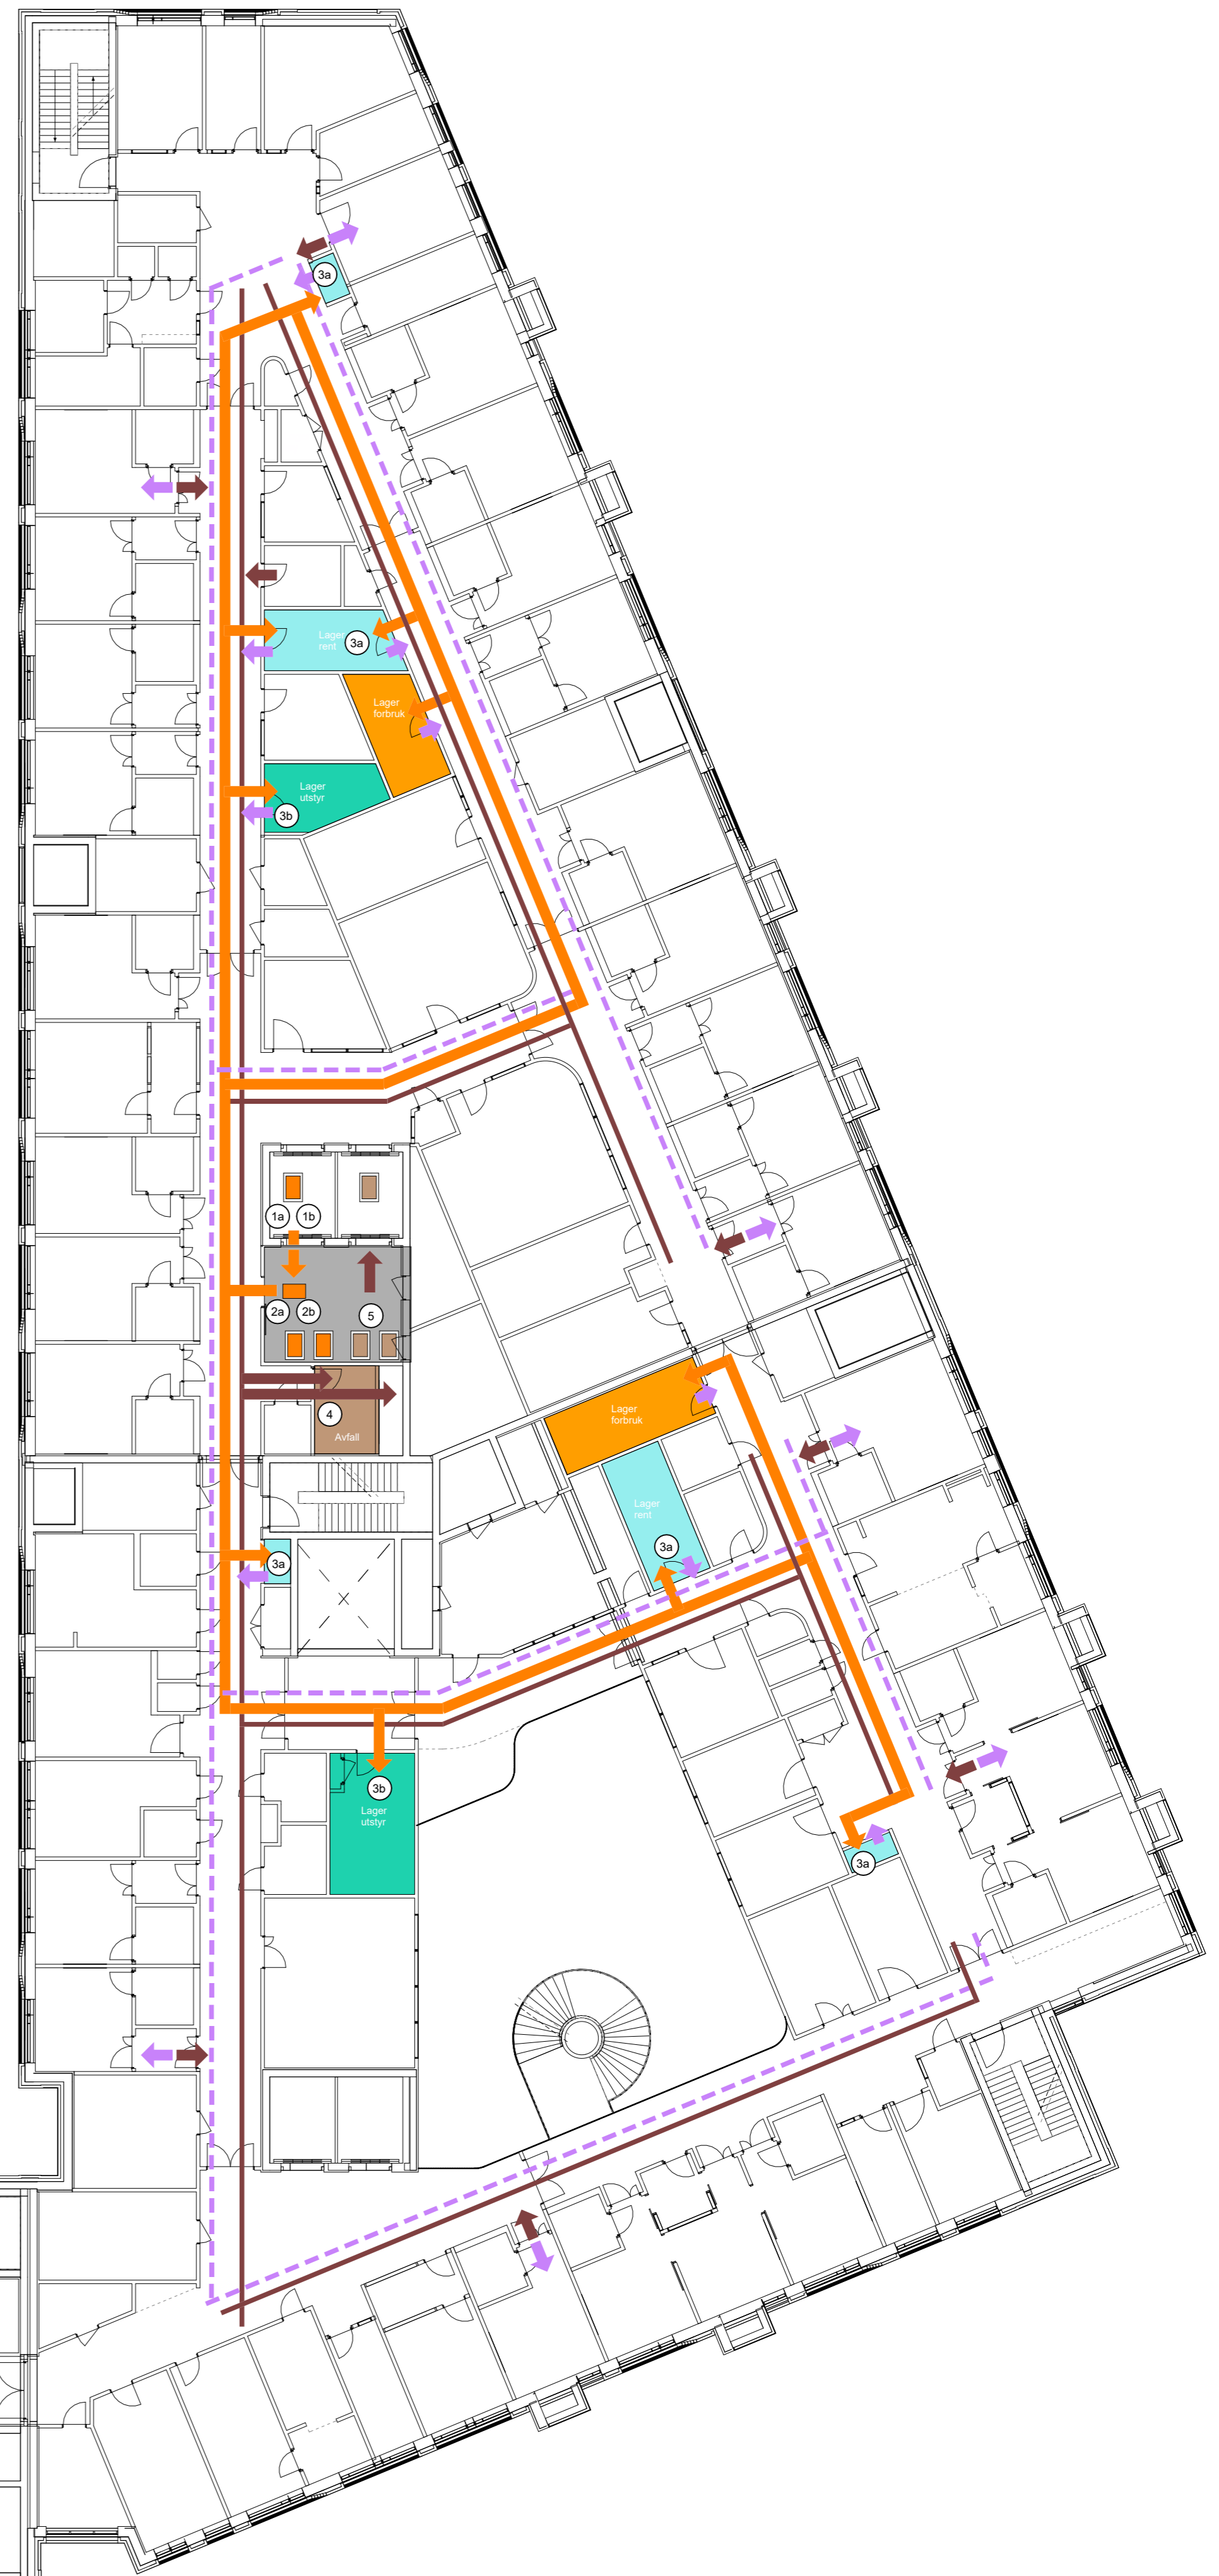 3a
Lager
rent
3a
Lager
forbruk
Lager
utstyr
3b
1a
1b
2a
2b
5
4
Avfall
Lager
forbruk
Lager
rent
3a
3a
3b
Lager
utstyr
3a